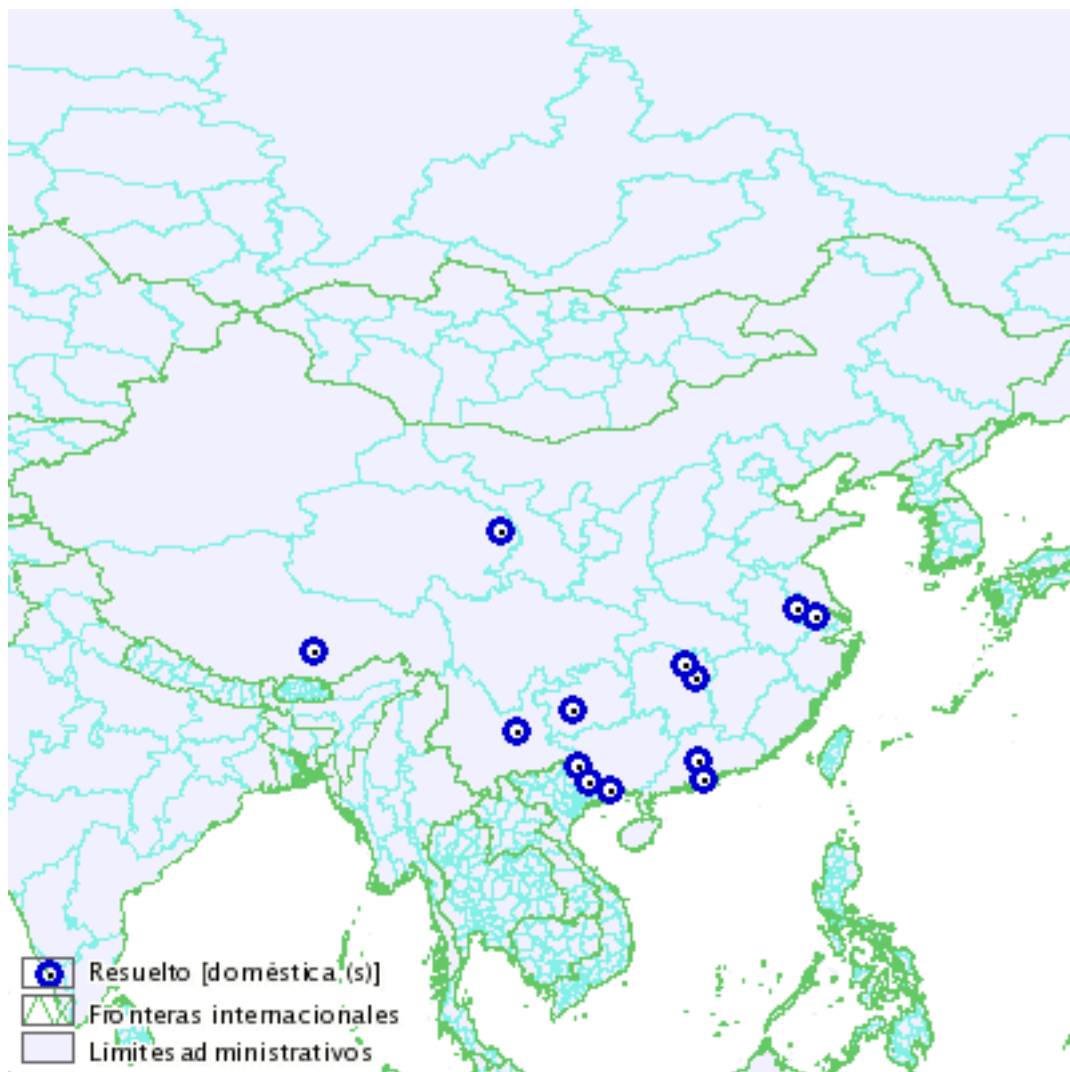 Resuelto [doméstica (s)]
Fronteras internacionales
Límites administrativos